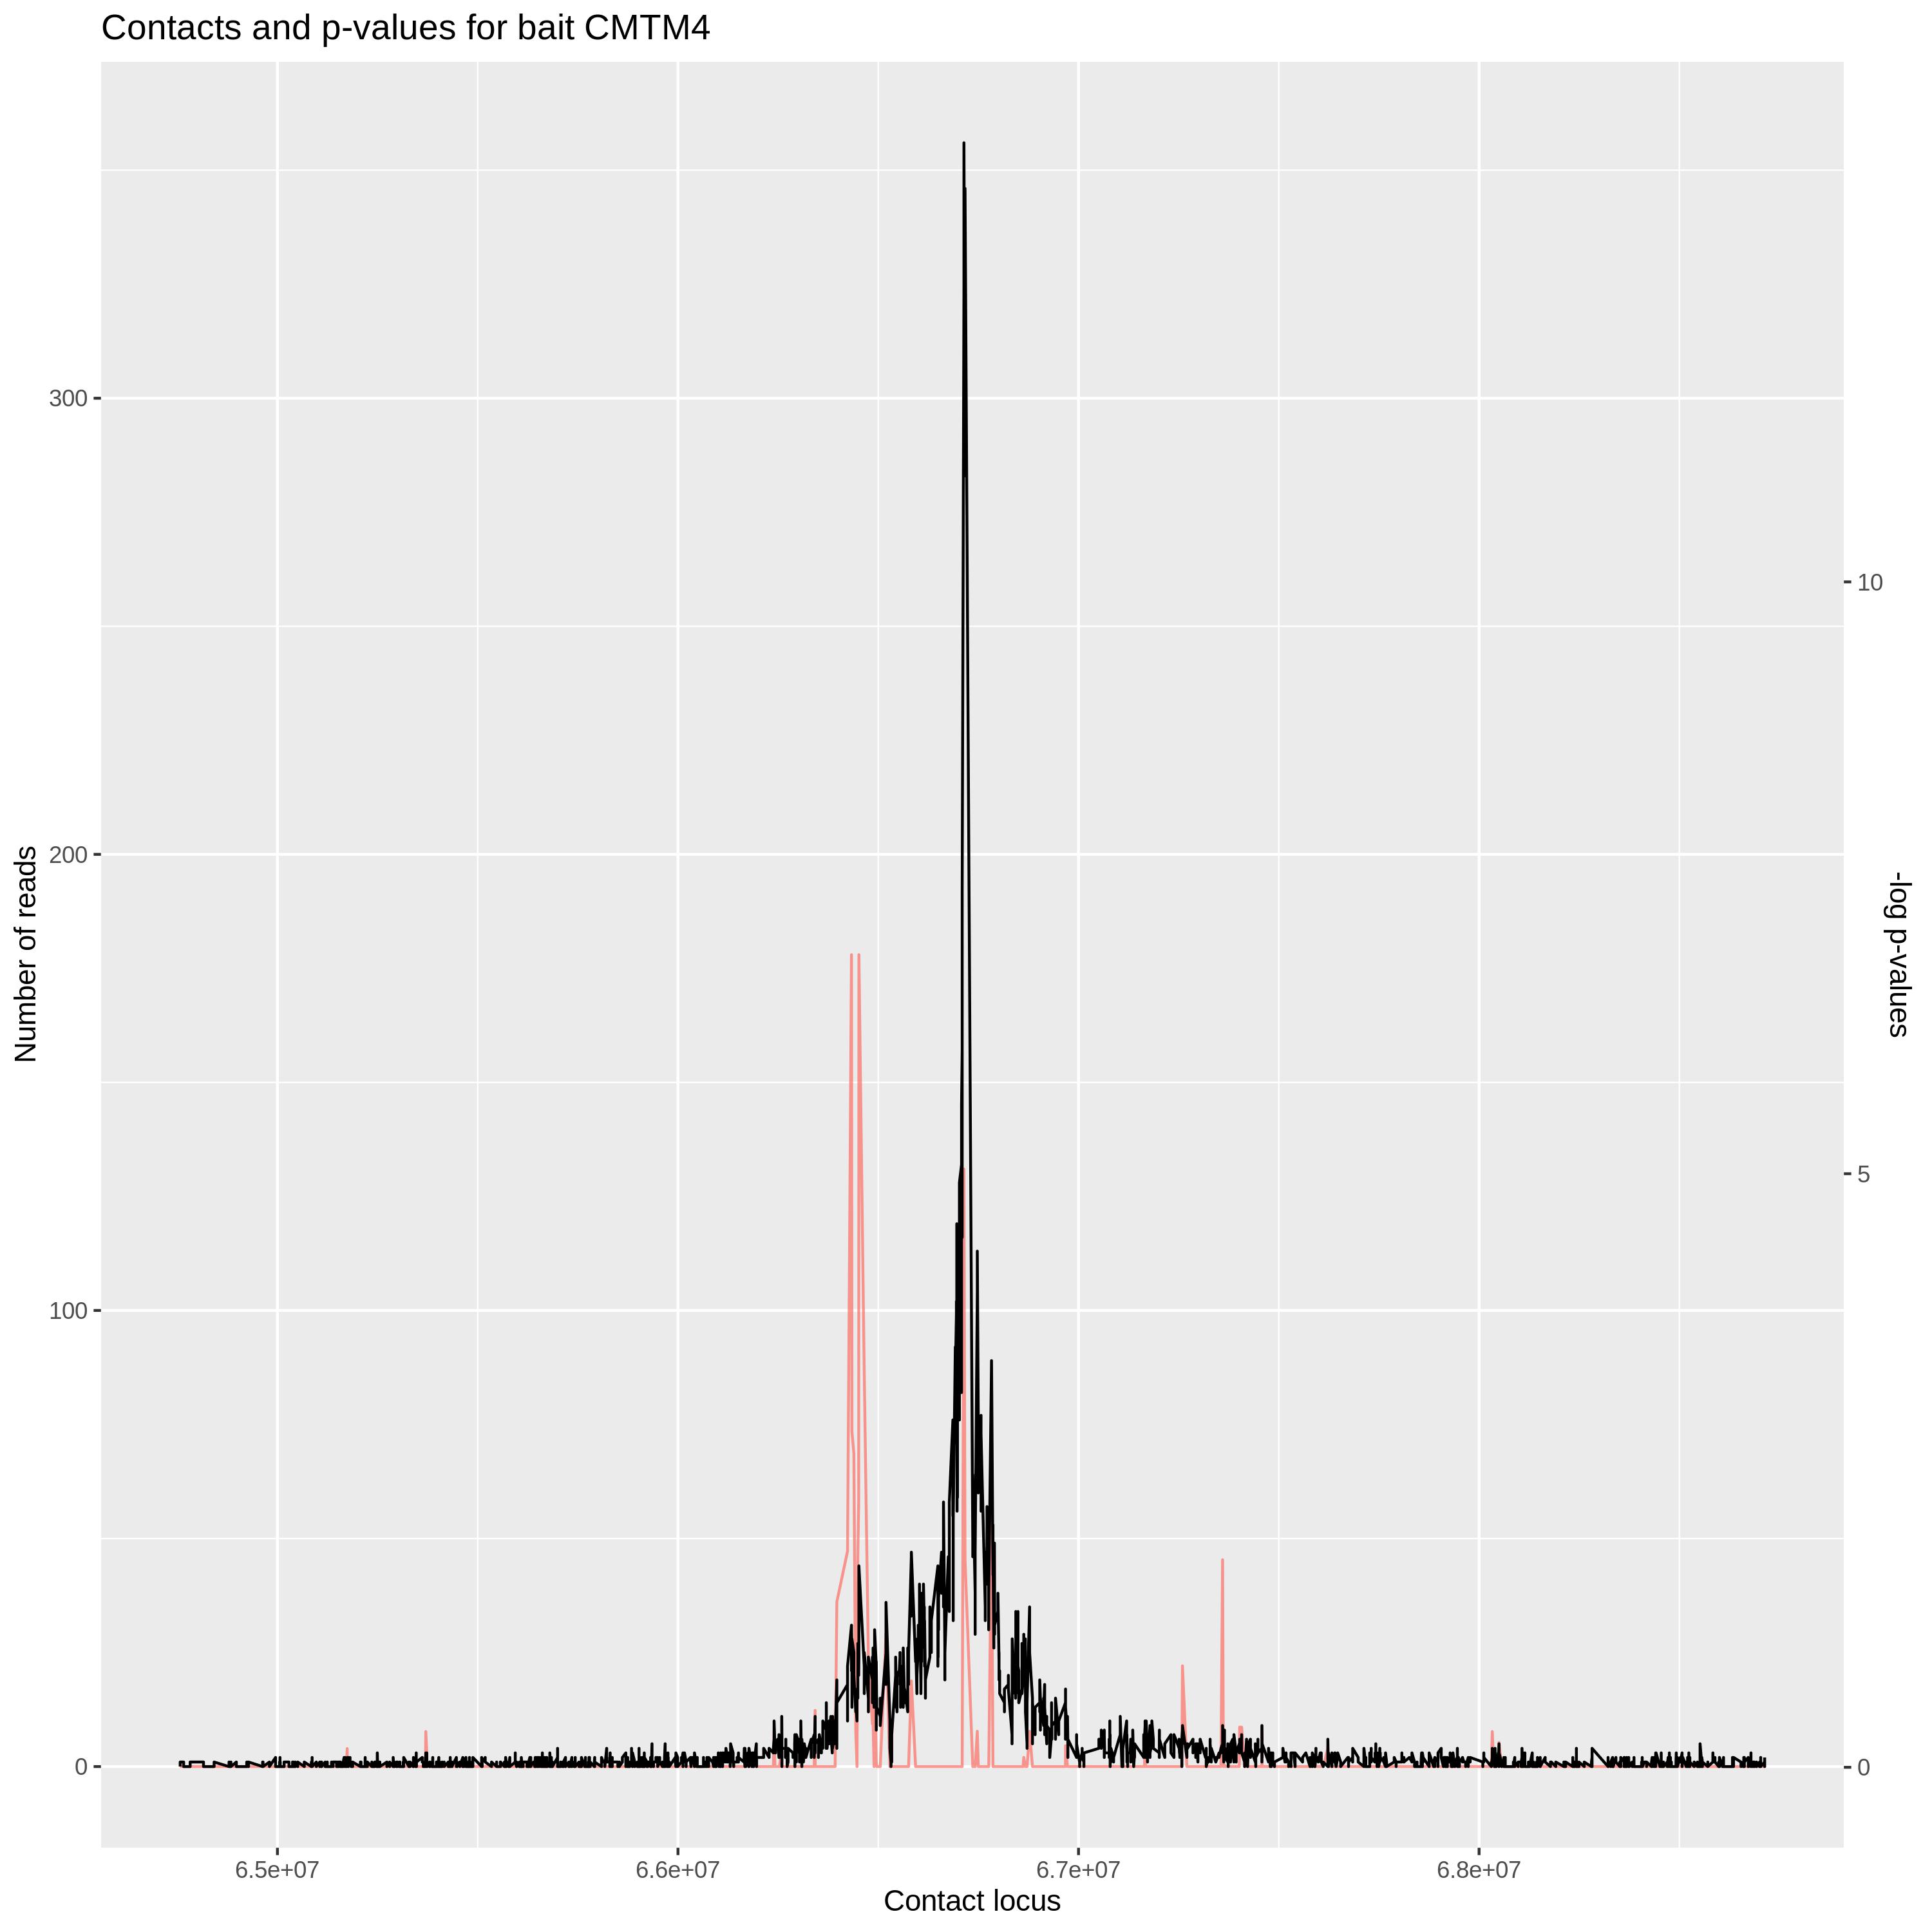 Contacts and p-values for bait CMTM4
Number of reads
300
200
100
0
10
5
0
-log p-values
6.5e+07
6.6e+07
6.7e+07
6.8e+07
Contact locus